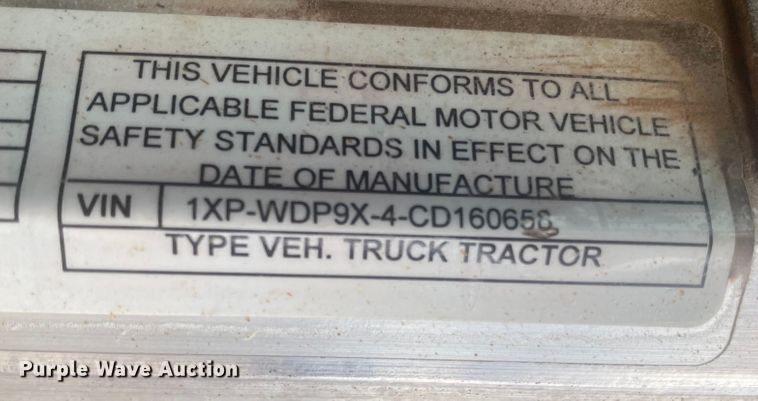 THIS VEHICLE CONFORMS TO ALL
APPLICABLE FEDERAL MOTOR VEHICLE
SAFETY STANDARDS IN EFFECT ON THE
DATE OF MANUFACTURE
VIN 1XP-WDP9X-4-CD160658
TYPE VEH. TRUCK TRACTOR
Purple Wave Auction